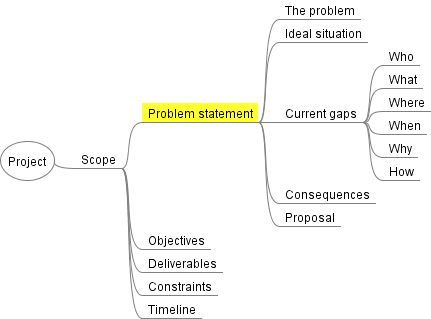 Project
Scope
Problem statement
The problem
Ideal situation
Current gaps
Who
What
Where
When
Why
How
Consequences
Proposal
Objectives
Deliverables
Constraints
Timeline